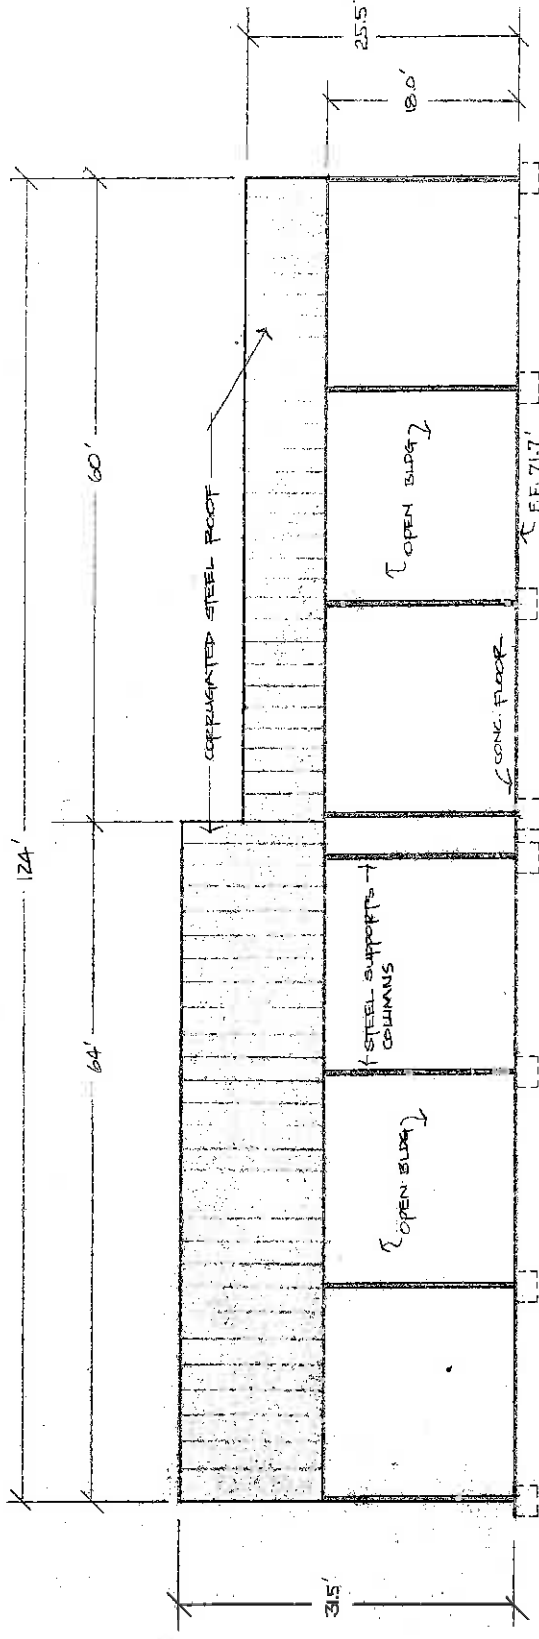 124'
64'
60'
CORRUGATED STEEL ROOF
31.5'
25.5'
18.0'
OPEN BLDG
STEEL SUPPORTS
COLUMNS
OPEN BLDG
CONC. FLOOR
F.F. 71.7'